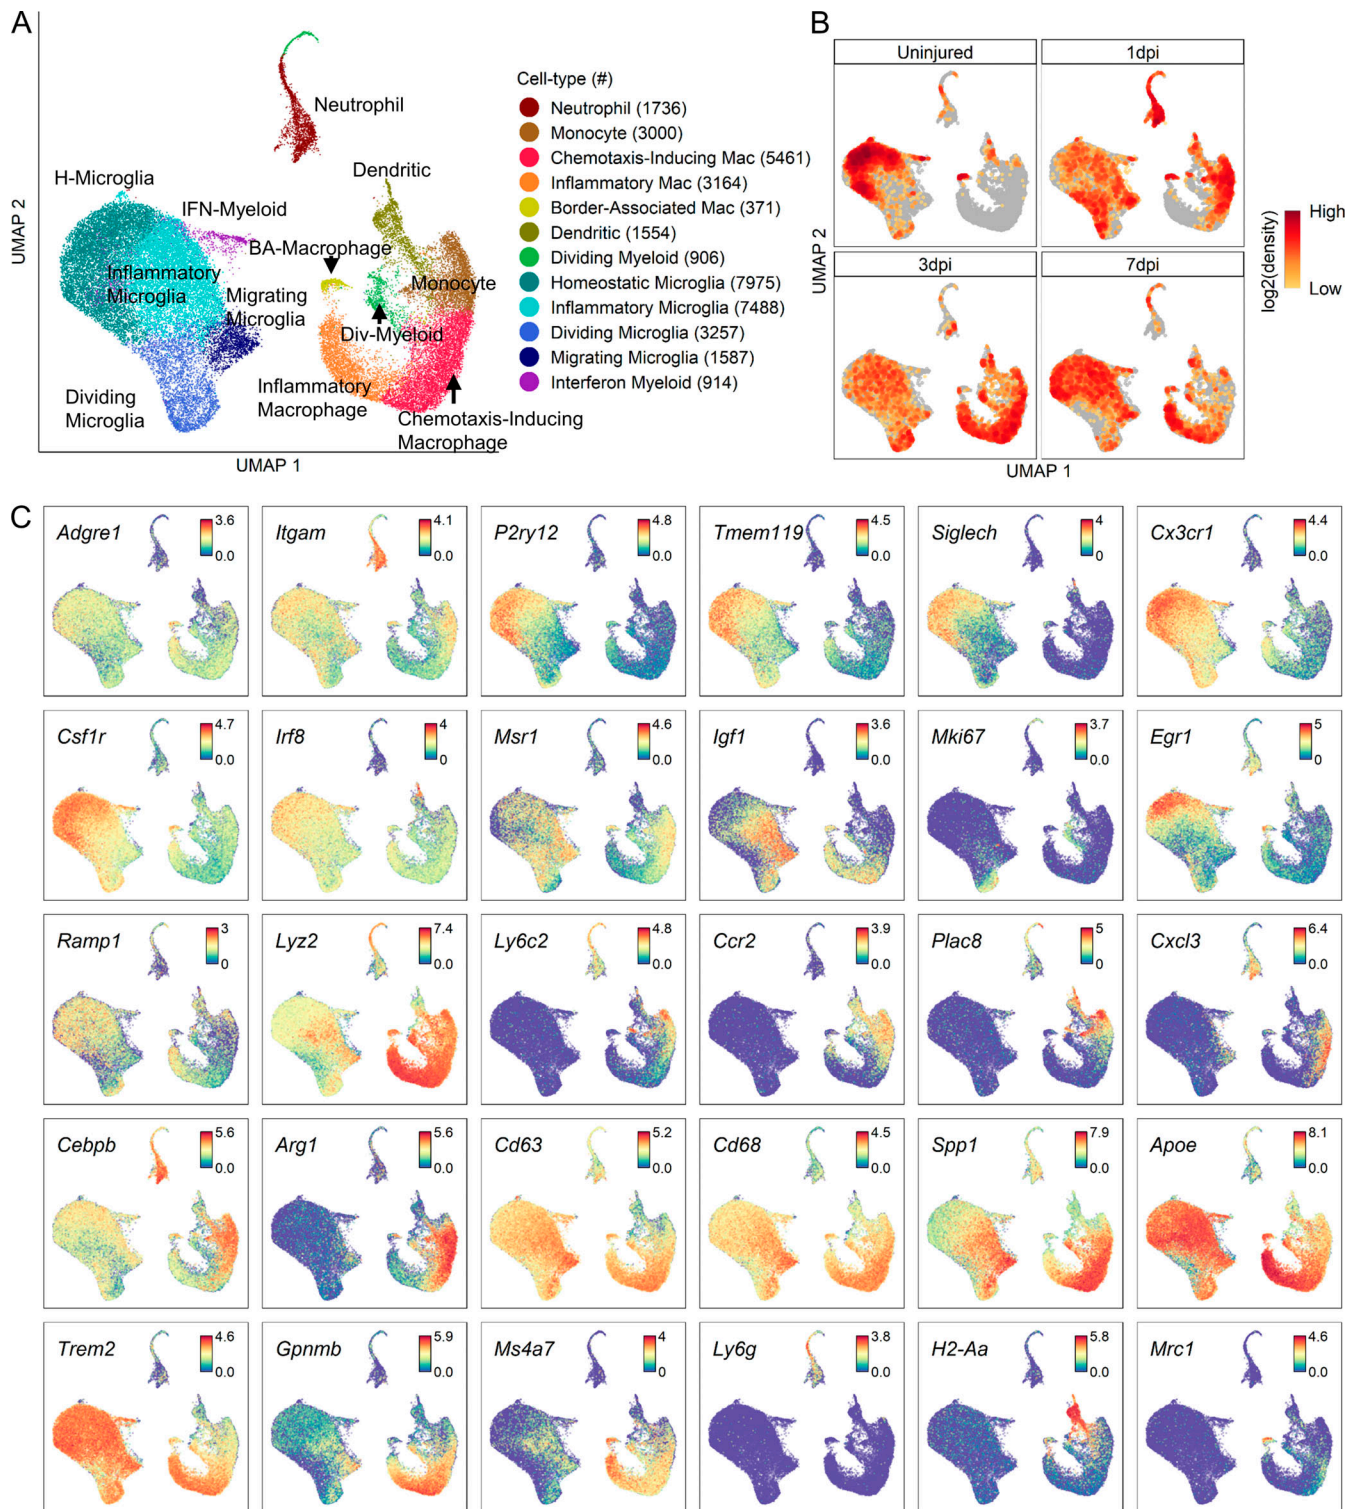 A
UMAP 2
Neutrophil
H-Microglia
IFN-Myeloid
Dendritic
BA-Macrophage
Inflammatory
Microglia
Migrating
Microglia
Monocyte
Div-Myeloid
Dividing
Microglia
Inflammatory
Macrophage
Chemotaxis-Inducing
Macrophage
UMAP 1
Cell-type (#)
Neutrophil (1736)
Monocyte (3000)
Chemotaxis-Inducing Mac (5461)
Inflammatory Mac (3164)
Border-Associated Mac (371)
Dendritic (1554)
Dividing Myeloid (906)
Homeostatic Microglia (7975)
Inflammatory Microglia (7488)
Dividing Microglia (3257)
Migrating Microglia (1587)
Interferon Myeloid (914)
B
Uninjured
1dpi
3dpi
7dpi
UMAP 2
UMAP 1
log2(density)
High
Low
C
Adgre1
3.6
0.0
Itgam
4.1
0.0
P2ry12
4.8
0.0
Tmem119
4.5
0.0
Siglech
4
0
Cx3cr1
4.4
0.0
Csf1r
4.7
0.0
Irf8
4
0
Msr1
4.6
0.0
Igf1
3.6
0.0
Mki67
3.7
0.0
Egr1
5
0
Ramp1
3
0
Lyz2
7.4
0.0
Ly6c2
4.8
0.0
Ccr2
3.9
0.0
Plac8
5
0
Cxcl3
6.4
0.0
Cebpb
5.6
0.0
Arg1
5.6
0.0
Cd63
5.2
0.0
Cd68
4.5
0.0
Spp1
7.9
0.0
Apoe
8.1
0.0
Trem2
4.6
0.0
Gpnmb
5.9
0.0
Ms4a7
4
0
Ly6g
3.8
0.0
H2-Aa
5.8
0.0
Mrc1
4.6
0.0